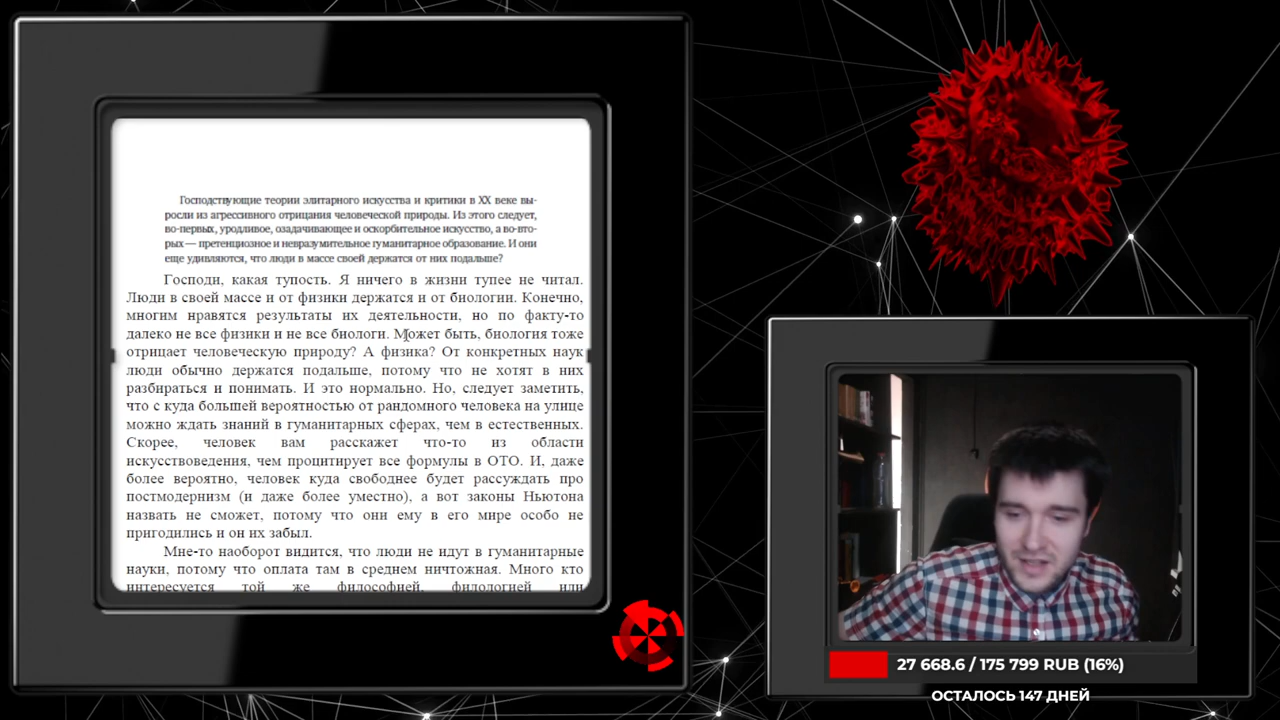 Господствующие теории элитарного искусства и критики в XX веке вы-
росли из агрессивного отрицания человеческой природы. Из этого следует,
во-первых, уродливое, озадачивающее и оскорбительное искусство, а во-вто-
рых — претенциозное и невразумительное гуманитарное образование. И они
еще удивляются, что люди в массе своей держатся от них подальше?
Господи, какая тупость. Я ничего в жизни тупее не читал.
Люди в своей массе и от физики держатся и от биологии. Конечно,
многим нравятся результаты их деятельности, но по факту-то
далеко не все физики и не все биологи. Может быть, биология тоже
отрицает человеческую природу? А физика? От конкретных наук
люди обычно держатся подальше, потому что не хотят в них
разбираться и понимать. И это нормально. Но, следует заметить,
что с куда большей вероятностью от рандомного человека на улице
можно ждать знаний в гуманитарных сферах, чем в естественных.
Скорее, человек вам расскажет что-то из области
искусствоведения, чем процитирует все формулы в ОТО. И, даже
более вероятно, человек куда свободнее будет рассуждать про
постмодернизм (и даже более уместно), а вот законы Ньютона
назвать не сможет, потому что они ему в его мире особо не
пригодились и он их забыл.
Мне-то наоборот видится, что люди не идут в гуманитарные
науки, потому что оплата там в среднем ничтожная. Много кто
интересуется той же философией, филологией или
27 668.6 / 175 799 RUB (16%)
ОСТАЛОСЬ 147 ДНЕЙ